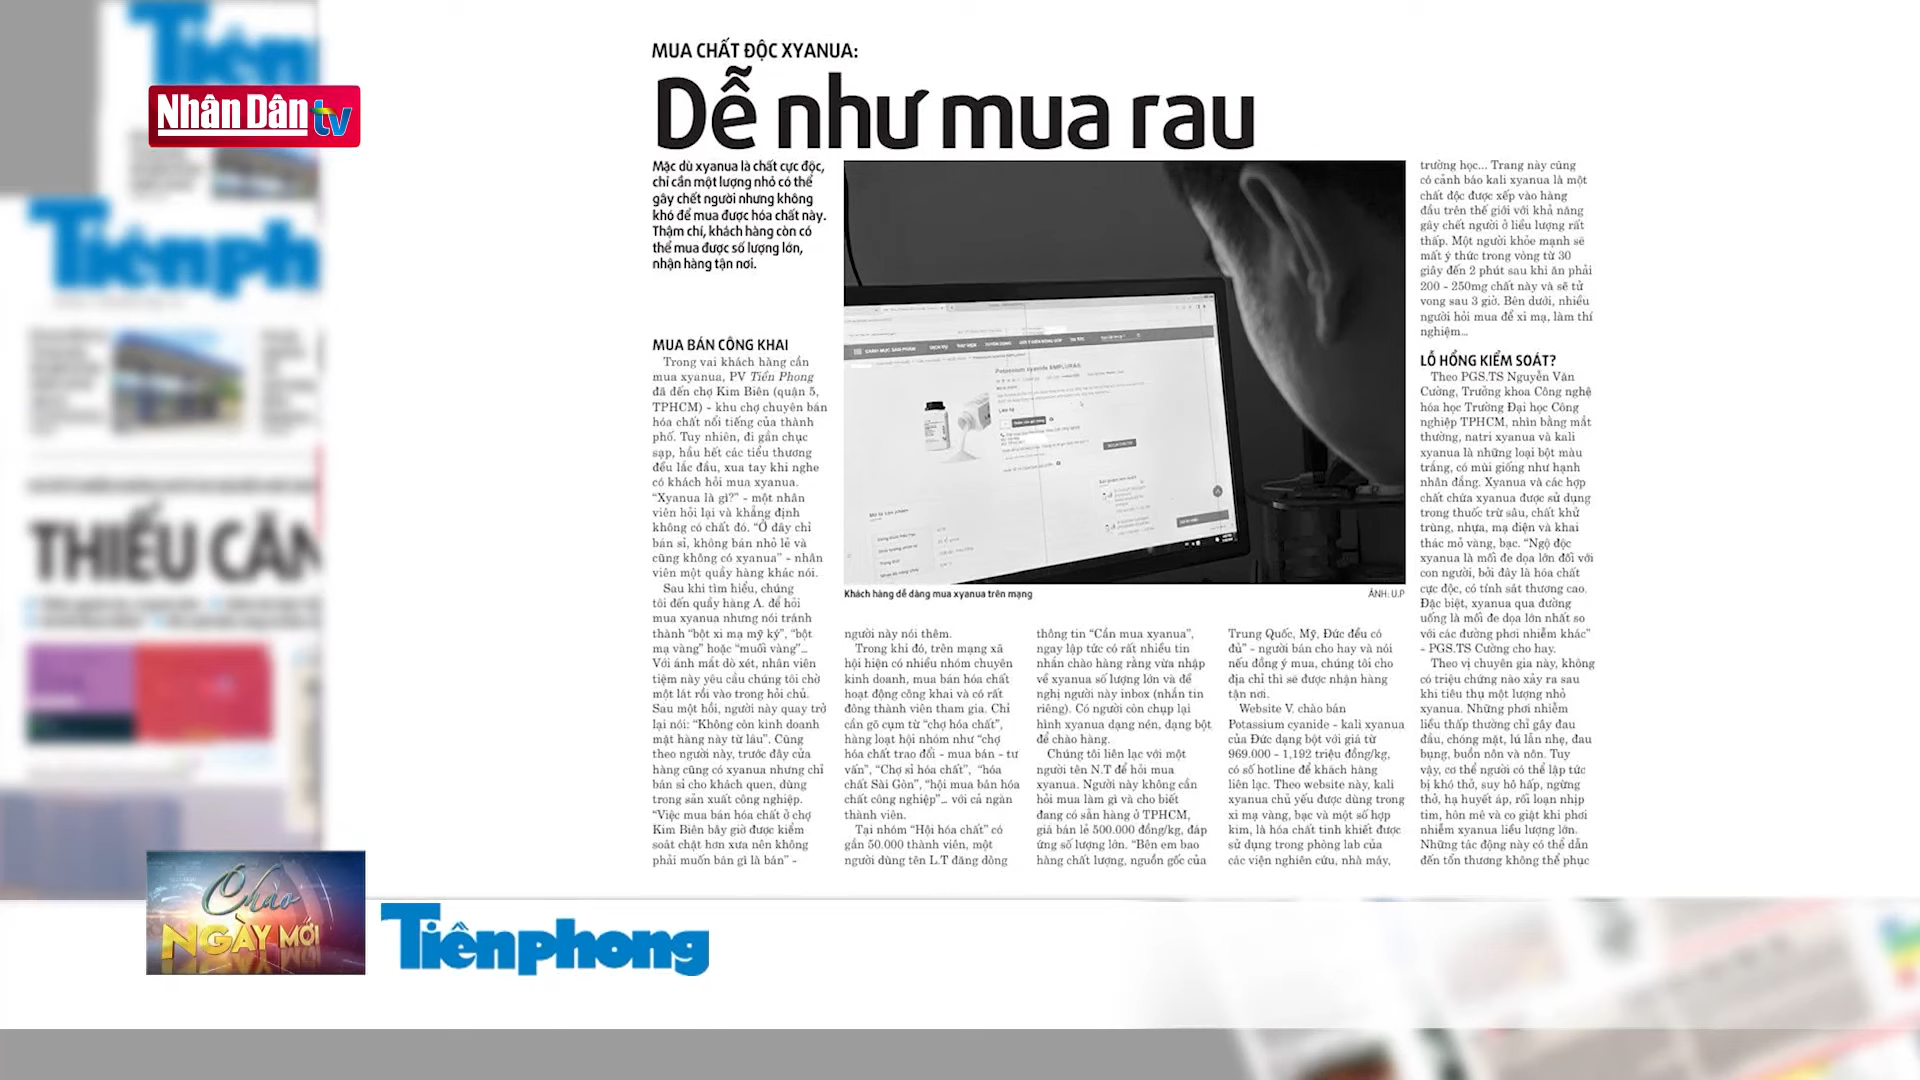 Nhân Dân tv
MUA CHẤT ĐỘC XYANUA:
Dễ như mua rau
Mặc dù xyanua là chất cực độc,
chỉ cần một lượng nhỏ có thể
gây chết người nhưng không
khó để mua được hóa chất này.
Thậm chí, khách hàng còn có
thể mua được số lượng lớn,
nhận hàng tận nơi.
MUA BÁN CÔNG KHAI
Trong vai khách hàng cần
mua xyanua, PV Tiền Phong
đã đến chợ Kim Biên (quận 5,
TPHCM) - khu chợ chuyên bán
hóa chất nổi tiếng của thành
phố. Tuy nhiên, đi gần chục
sạp, hầu hết các tiểu thương
đều lắc đầu, xua tay khi nghe
có khách hỏi mua xyanua.
“Xyanua là gì?” - một nhân
viên hỏi lại và khẳng định
không có chất đó. “Ở đây chỉ
bán sỉ, không bán nhỏ lẻ và
cũng không có xyanua” - nhân
viên một quầy hàng khác nói.
Sau khi tìm hiểu, chúng
tôi đến quầy hàng A. để hỏi
mua xyanua nhưng nói tránh
thành “bột xi mạ mỹ ký”, “bột
mạ vàng” hoặc “muối vàng”...
Với ánh mắt dò xét, nhân viên
tiệm này yêu cầu chúng tôi chờ
một lát rồi vào trong hỏi chủ.
Sau một hồi, người này quay trở
lại nói: “Không còn kinh doanh
mặt hàng này từ lâu”. Cũng
theo người này, trước đây cửa
hàng cũng có xyanua nhưng chỉ
bán sỉ cho khách quen, dùng
trong sản xuất công nghiệp.
“Việc mua bán hóa chất ở chợ
Kim Biên bây giờ được kiểm
soát chặt hơn xưa nên không
phải muốn bán gì là bán” -
Khách hàng dễ dàng mua xyanua trên mạng
ẢNH: U.P
người này nói thêm.
Trong khi đó, trên mạng xã
hội hiện có nhiều nhóm chuyên
kinh doanh, mua bán hóa chất
hoạt động công khai và có rất
đông thành viên tham gia. Chỉ
cần gõ cụm từ “chợ hóa chất”,
hàng loạt hội nhóm như “chợ
hóa chất trao đổi - mua bán - tư
vấn”, “Chợ sỉ hóa chất”, “hóa
chất Sài Gòn”, “hội mua bán hóa
chất công nghiệp”... với cả ngàn
thành viên.
Tại nhóm “Hội hóa chất” có
gần 50.000 thành viên, một
người dùng tên L.T đăng dòng
thông tin “Cần mua xyanua”,
ngay lập tức có rất nhiều tin
nhắn chào hàng rằng vừa nhập
về xyanua số lượng lớn và đề
nghị người này inbox (nhắn tin
riêng). Có người còn chụp lại
hình xyanua dạng nén, dạng bột
để chào hàng.
Chúng tôi liên lạc với một
người tên N.T để hỏi mua
xyanua. Người này không cần
hỏi mua làm gì và cho biết
đang có sẵn hàng ở TPHCM,
giá bán lẻ 500.000 đồng/kg, đáp
ứng số lượng lớn. “Bên em bao
hàng chất lượng, nguồn gốc của
Trung Quốc, Mỹ, Đức đều có
đủ” - người bán cho hay và nói
nếu đồng ý mua, chúng tôi cho
địa chỉ thì sẽ được nhận hàng
tận nơi.
Website V. chào bán
Potassium cyanide - kali xyanua
của Đức dạng bột với giá từ
969.000 - 1,192 triệu đồng/kg,
có số hotline để khách hàng
liên lạc. Theo website này, kali
xyanua chủ yếu được dùng trong
xi mạ vàng, bạc và một số hợp
kim, là hóa chất tinh khiết được
sử dụng trong phòng lab của
các viện nghiên cứu, nhà máy,
trường học... Trang này cũng
có cảnh báo kali xyanua là một
chất độc được xếp vào hàng
đầu trên thế giới với khả năng
gây chết người ở liều lượng rất
thấp. Một người khỏe mạnh sẽ
mất ý thức trong vòng từ 30
giây đến 2 phút sau khi ăn phải
200 - 250mg chất này và sẽ tử
vong sau 3 giờ. Bên dưới, nhiều
người hỏi mua để xi mạ, làm thí
nghiệm...
LỖ HỔNG KIỂM SOÁT?
Theo PGS.TS Nguyễn Văn
Cường, Trưởng khoa Công nghệ
hóa học Trường Đại học Công
nghiệp TPHCM, nhìn bằng mắt
thường, natri xyanua và kali
xyanua là những loại bột màu
trắng, có mùi giống như hạnh
nhân đắng. Xyanua và các hợp
chất chứa xyanua được sử dụng
trong thuốc trừ sâu, chất khử
trùng, nhựa, mạ điện và khai
thác mỏ vàng, bạc. “Ngộ độc
xyanua là mối đe dọa lớn đối với
con người, bởi đây là hóa chất
cực độc, có tính sát thương cao.
Đặc biệt, xyanua qua đường
uống là mối đe dọa lớn nhất so
với các đường phơi nhiễm khác”
- PGS.TS Cường cho hay.
Theo vị chuyên gia này, không
có triệu chứng nào xảy ra sau
khi tiêu thụ một lượng nhỏ
xyanua. Những phơi nhiễm
liều thấp thường chỉ gây đau
đầu, chóng mặt, lú lẫn nhẹ, đau
bụng, buồn nôn và nôn. Tuy
vậy, cơ thể người có thể lập tức
bị khó thở, suy hô hấp, ngừng
thở, hạ huyết áp, rối loạn nhịp
tim, hôn mê và co giật khi phơi
nhiễm xyanua liều lượng lớn.
Những tác động này có thể dẫn
đến tổn thương không thể phục
THIẾU CĂN
Chào
NGÀY MỚI
Tiền phong